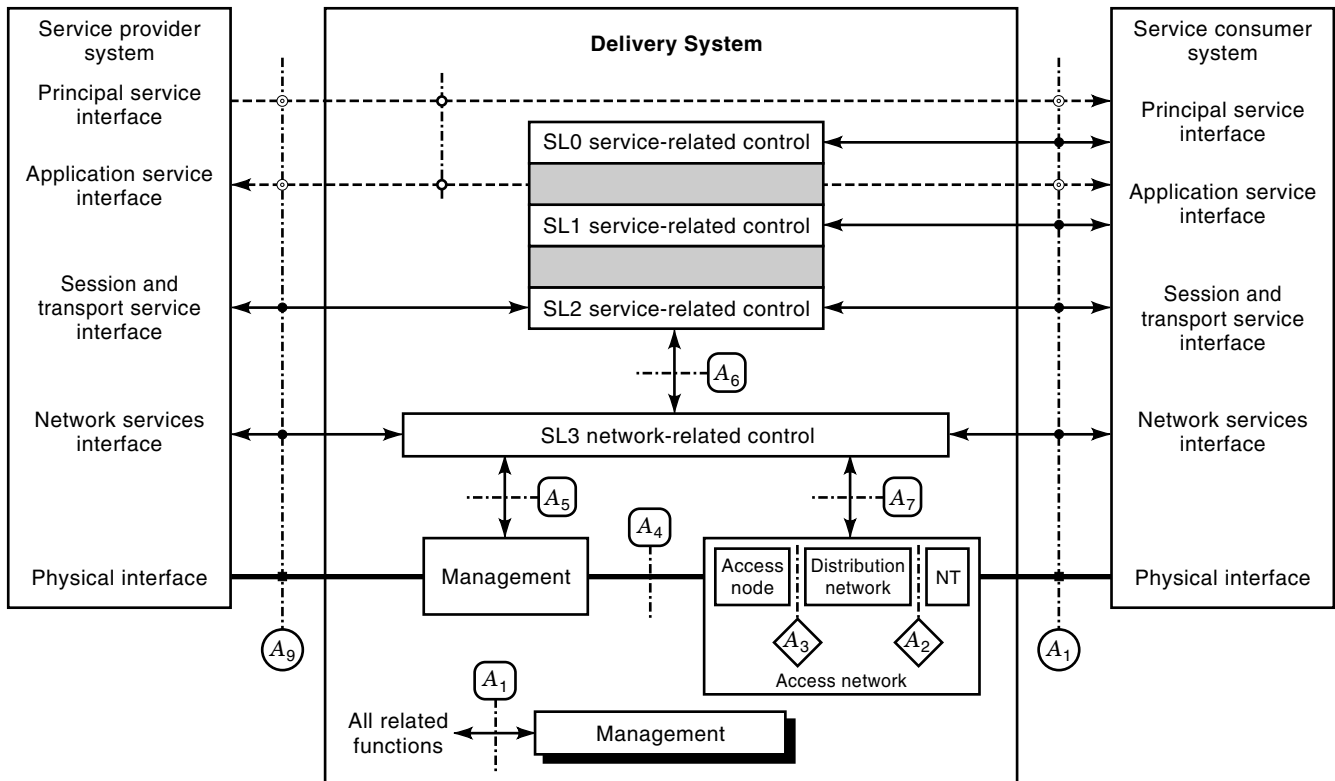 Service provider
system
Principal service
interface
Application service
interface
Session and
transport service
interface
Network services
interface
Physical interface
A9
Delivery System
SL0 service-related control
SL1 service-related control
SL2 service-related control
A6
SL3 network-related control
A5
A7
A4
Management
Access
node
Distribution
network
NT
A3
A2
Access network
A1
All related
functions
Management
Service consumer
system
Principal service
interface
Application service
interface
Session and
transport service
interface
Network services
interface
Physical interface
A1